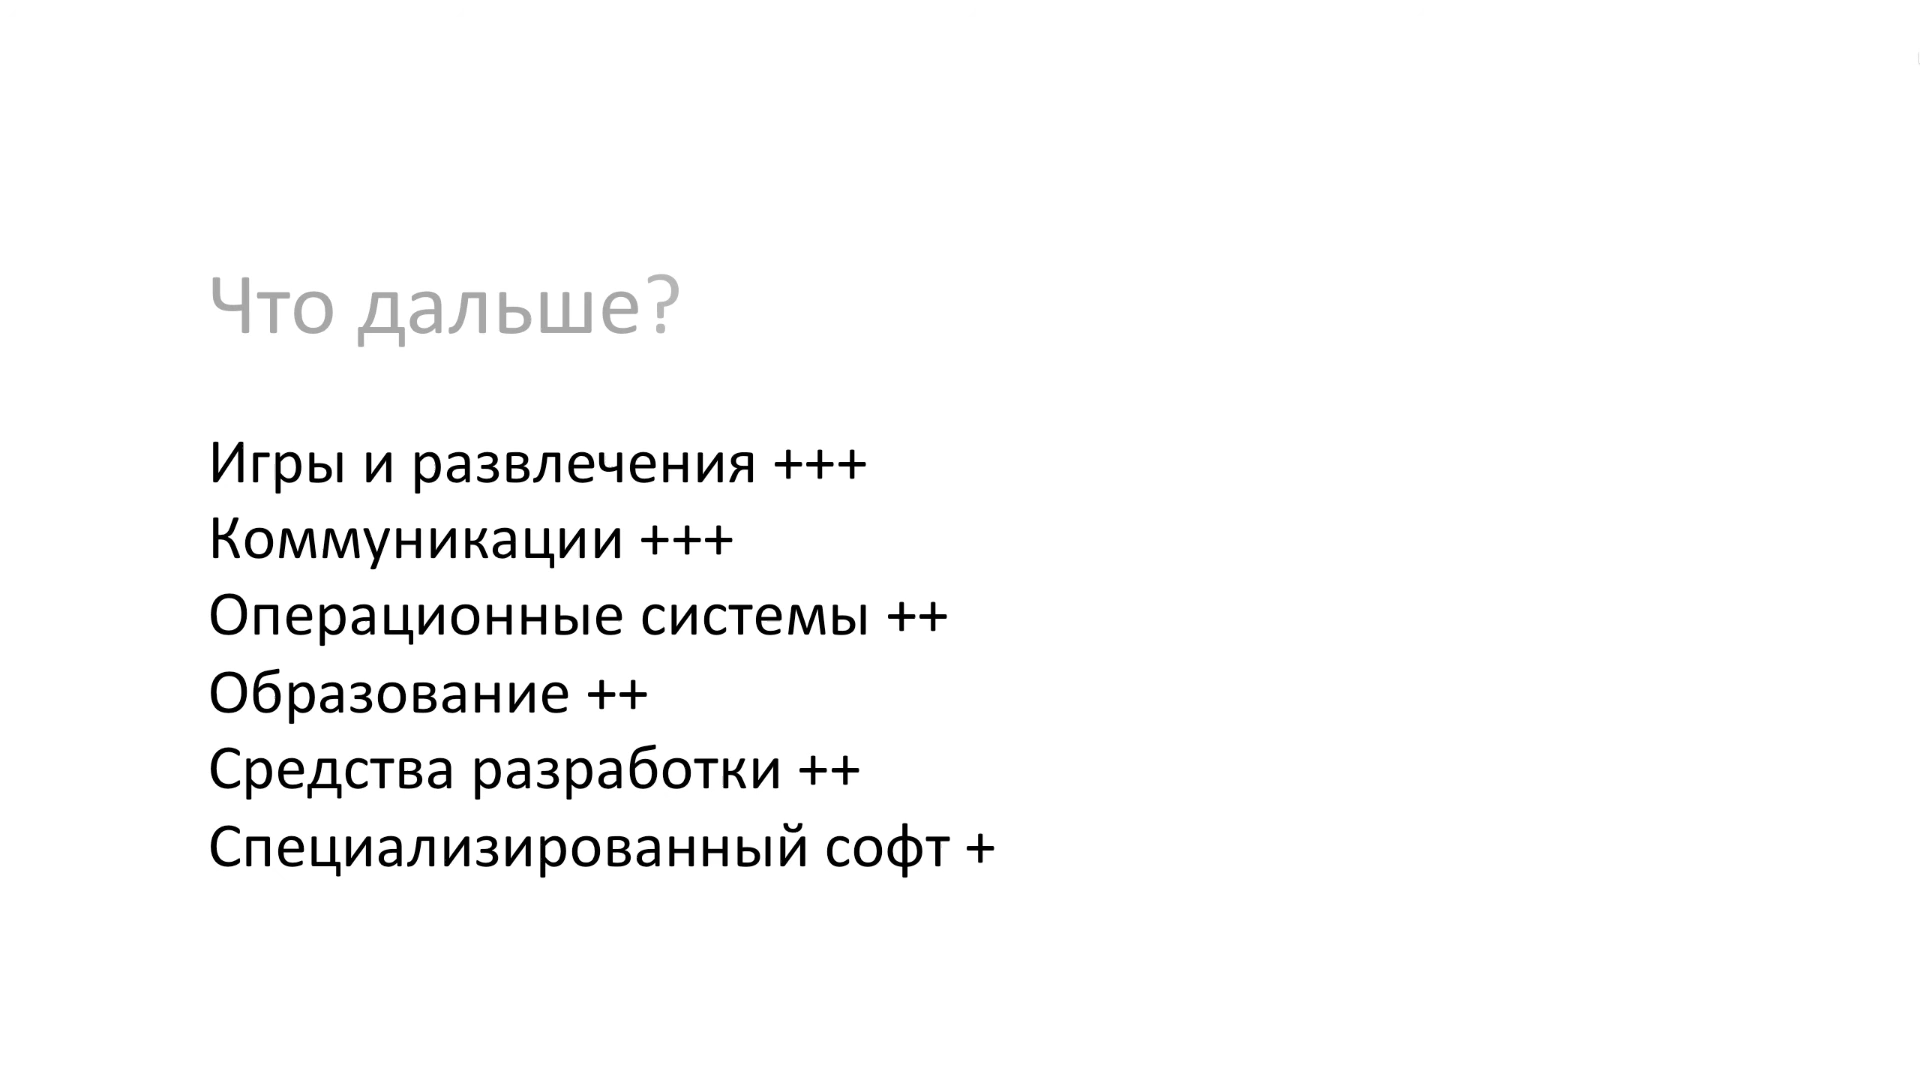 Что дальше?
Игры и развлечения +++
Коммуникации +++
Операционные системы ++
Образование ++
Средства разработки ++
Специализированный софт +